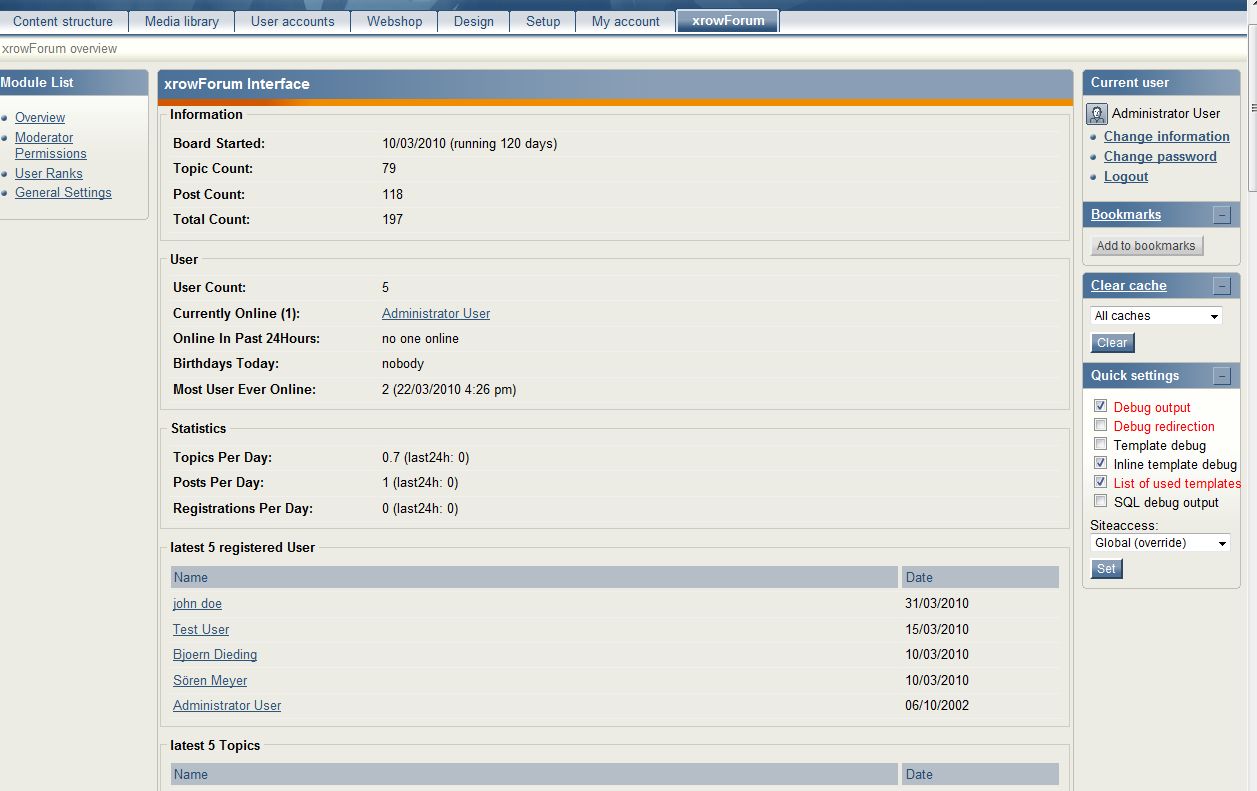 Content structure
Media library
User accounts
Webshop
Design
Setup
My account
xrowForum
xrowForum overview
Module List
Overview
Moderator
Permissions
User Ranks
General Settings
xrowForum Interface
Information
Board Started: 10/03/2010 (running 120 days)
Topic Count: 79
Post Count: 118
Total Count: 197
User
User Count: 5
Currently Online (1): Administrator User
Online In Past 24Hours: no one online
Birthdays Today: nobody
Most User Ever Online: 2 (22/03/2010 4:26 pm)
Statistics
Topics Per Day: 0.7 (last24h: 0)
Posts Per Day: 1 (last24h: 0)
Registrations Per Day: 0 (last24h: 0)
latest 5 registered User
Name Date
john doe 31/03/2010
Test User 15/03/2010
Bjoern Dieding 10/03/2010
Sören Meyer 10/03/2010
Administrator User 06/10/2002
latest 5 Topics
Name Date
Current user
Administrator User
Change information
Change password
Logout
Bookmarks
Add to bookmarks
Clear cache
All caches
Clear
Quick settings
Debug output
Debug redirection
Template debug
Inline template debug
List of used templates
SQL debug output
Siteaccess:
Global (override)
Set